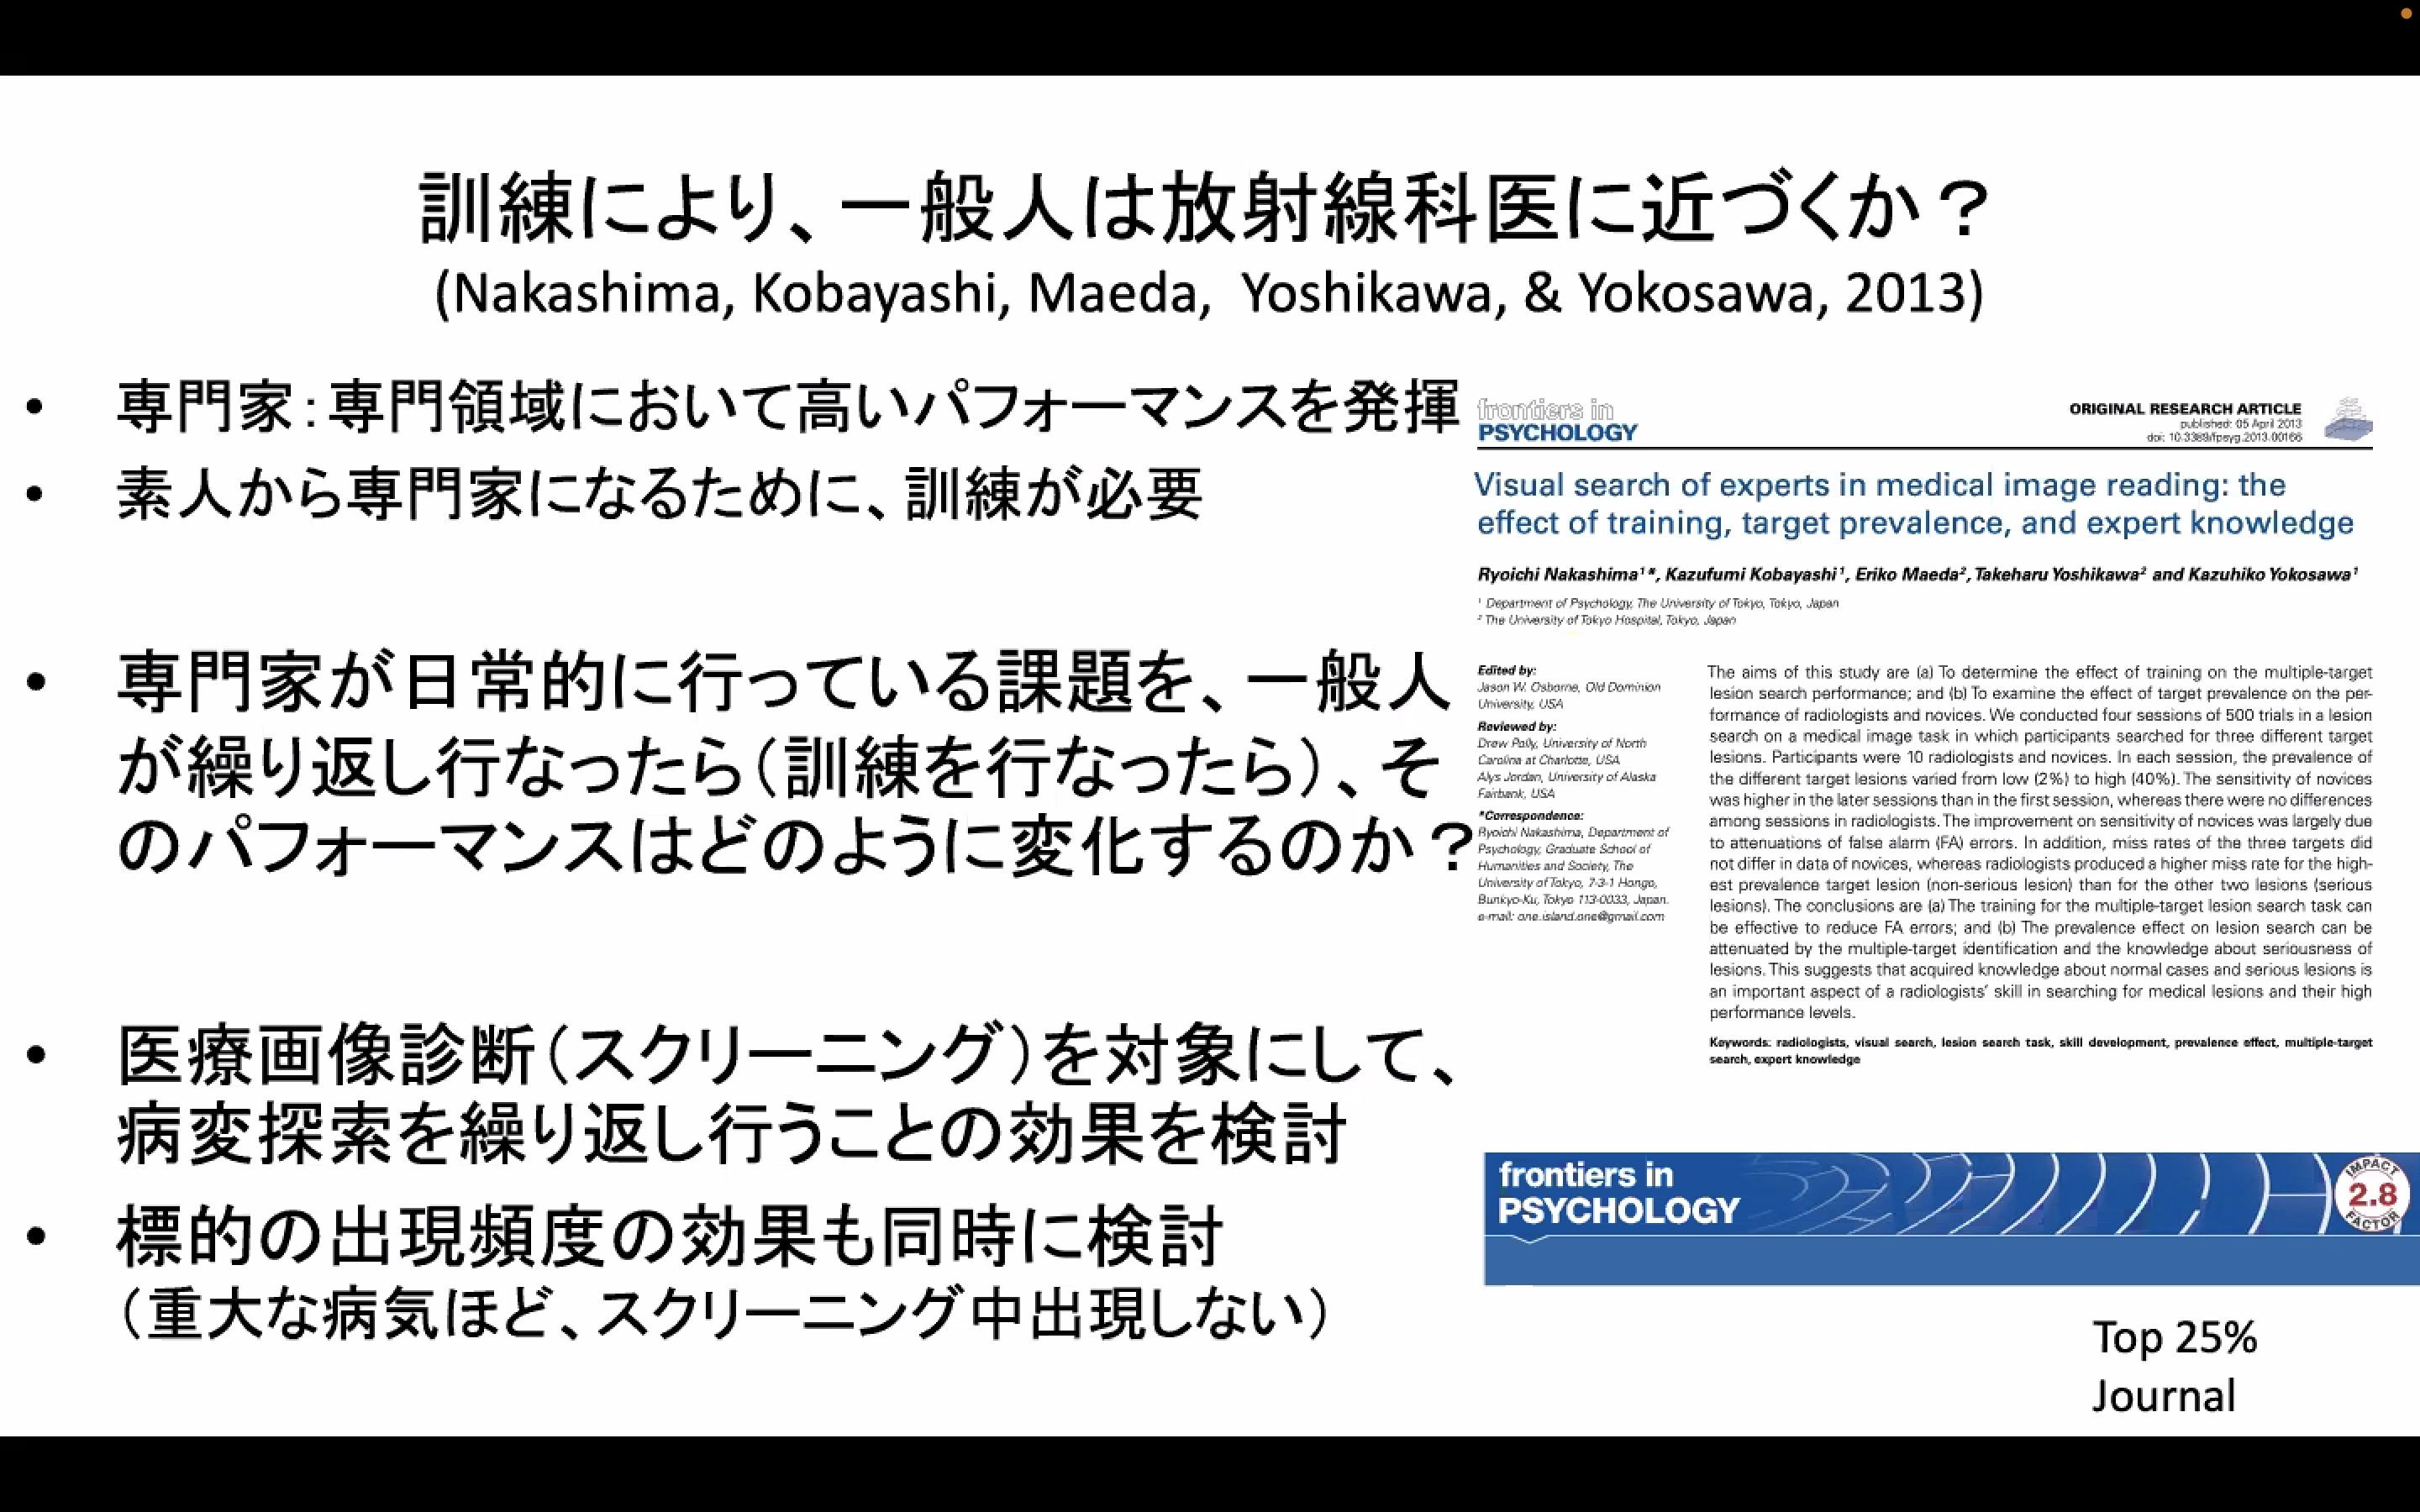 訓練により、一般人は放射線科医に近づくか？
(Nakashima, Kobayashi, Maeda, Yoshikawa, & Yokosawa, 2013)
• 専門家：専門領域において高いパフォーマンスを発揮
• 素人から専門家になるために、訓練が必要
• 専門家が日常的に行っている課題を、一般人
が繰り返し行なったら（訓練を行なったら）、そ
のパフォーマンスはどのように変化するのか？
• 医療画像診断（スクリーニング）を対象にして、
病変探索を繰り返し行うことの効果を検討
• 標的の出現頻度の効果も同時に検討
（重大な病気ほど、スクリーニング中出現しない）
frontiers in
PSYCHOLOGY
ORIGINAL RESEARCH ARTICLE
published: 05 April 2013
doi: 10.3389/fpsyg.2013.00166
Visual search of experts in medical image reading: the
effect of training, target prevalence, and expert knowledge
Ryoichi Nakashima¹*, Kazufumi Kobayashi¹, Eriko Maeda², Takeharu Yoshikawa² and Kazuhiko Yokosawa¹
¹ Department of Psychology, The University of Tokyo, Tokyo, Japan
² The University of Tokyo Hospital, Tokyo, Japan
Edited by:
Jason W. Osborne, Old Dominion
University, USA
Reviewed by:
Drew Polly, University of North
Carolina at Charlotte, USA
Alys Jordan, University of Alaska
Fairbank, USA
*Correspondence:
Ryoichi Nakashima, Department of
Psychology, Graduate School of
Humanities and Society, The
University of Tokyo, 7-3-1 Hongo,
Bunkyo-Ku, Tokyo 113-0033, Japan.
e-mail: one.island.one@gmail.com
The aims of this study are (a) To determine the effect of training on the multiple-target
lesion search performance; and (b) To examine the effect of target prevalence on the per-
formance of radiologists and novices. We conducted four sessions of 500 trials in a lesion
search on a medical image task in which participants searched for three different target
lesions. Participants were 10 radiologists and novices. In each session, the prevalence of
the different target lesions varied from low (2%) to high (40%). The sensitivity of novices
was higher in the later sessions than in the first session, whereas there were no differences
among sessions in radiologists. The improvement on sensitivity of novices was largely due
to attenuations of false alarm (FA) errors. In addition, miss rates of the three targets did
not differ in data of novices, whereas radiologists produced a higher miss rate for the high-
est prevalence target lesion (non-serious lesion) than for the other two lesions (serious
lesions). The conclusions are (a) The training for the multiple-target lesion search task can
be effective to reduce FA errors; and (b) The prevalence effect on lesion search can be
attenuated by the multiple-target identification and the knowledge about seriousness of
lesions. This suggests that acquired knowledge about normal cases and serious lesions is
an important aspect of a radiologists' skill in searching for medical lesions and their high
performance levels.
Keywords: radiologists, visual search, lesion search task, skill development, prevalence effect, multiple-target
search, expert knowledge
frontiers in
PSYCHOLOGY
IMPACT
2.8
FACTOR
Top 25%
Journal